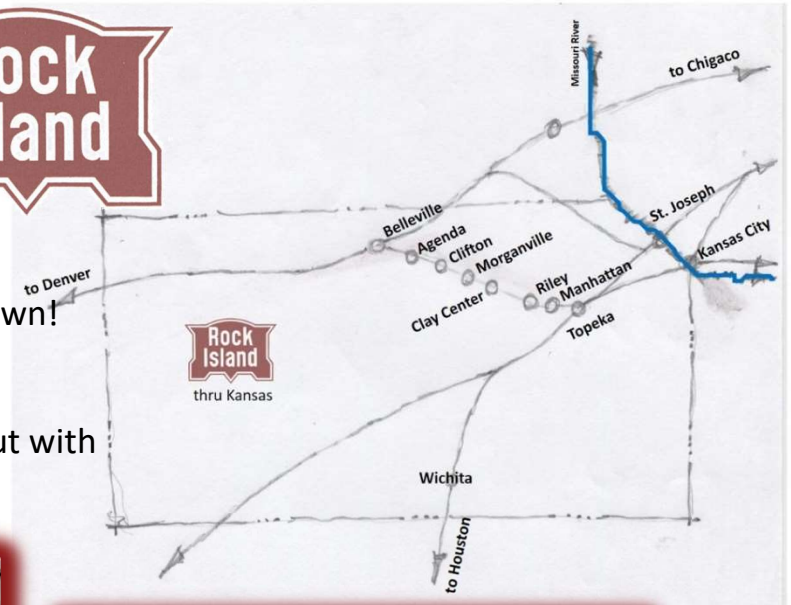 ock
land
Missouri River
to Chigaco
St. Joseph
Kansas City
Belleville
Agenda
Clifton
Morganville
Clay Center
Riley
Manhattan
Topeka
to Denver
wn!
Rock
Island
thru Kansas
ut with
Wichita
to Houston